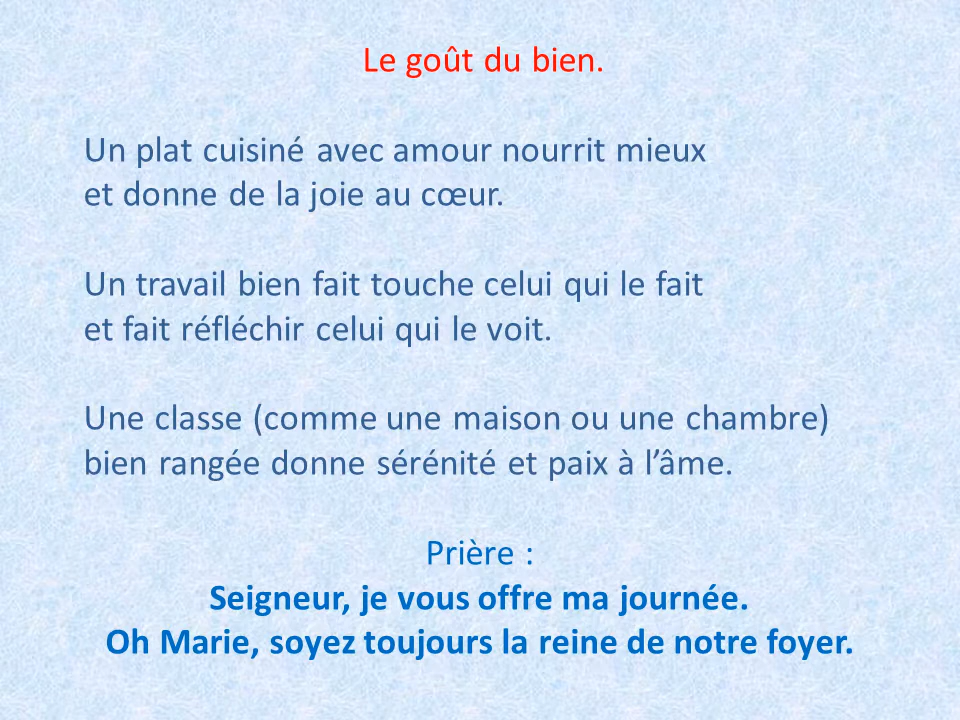 Le goût du bien.
Un plat cuisiné avec amour nourrit mieux
et donne de la joie au cœur.
Un travail bien fait touche celui qui le fait
et fait réfléchir celui qui le voit.
Une classe (comme une maison ou une chambre)
bien rangée donne sérénité et paix à l’âme.
Prière :
Seigneur, je vous offre ma journée.
Oh Marie, soyez toujours la reine de notre foyer.